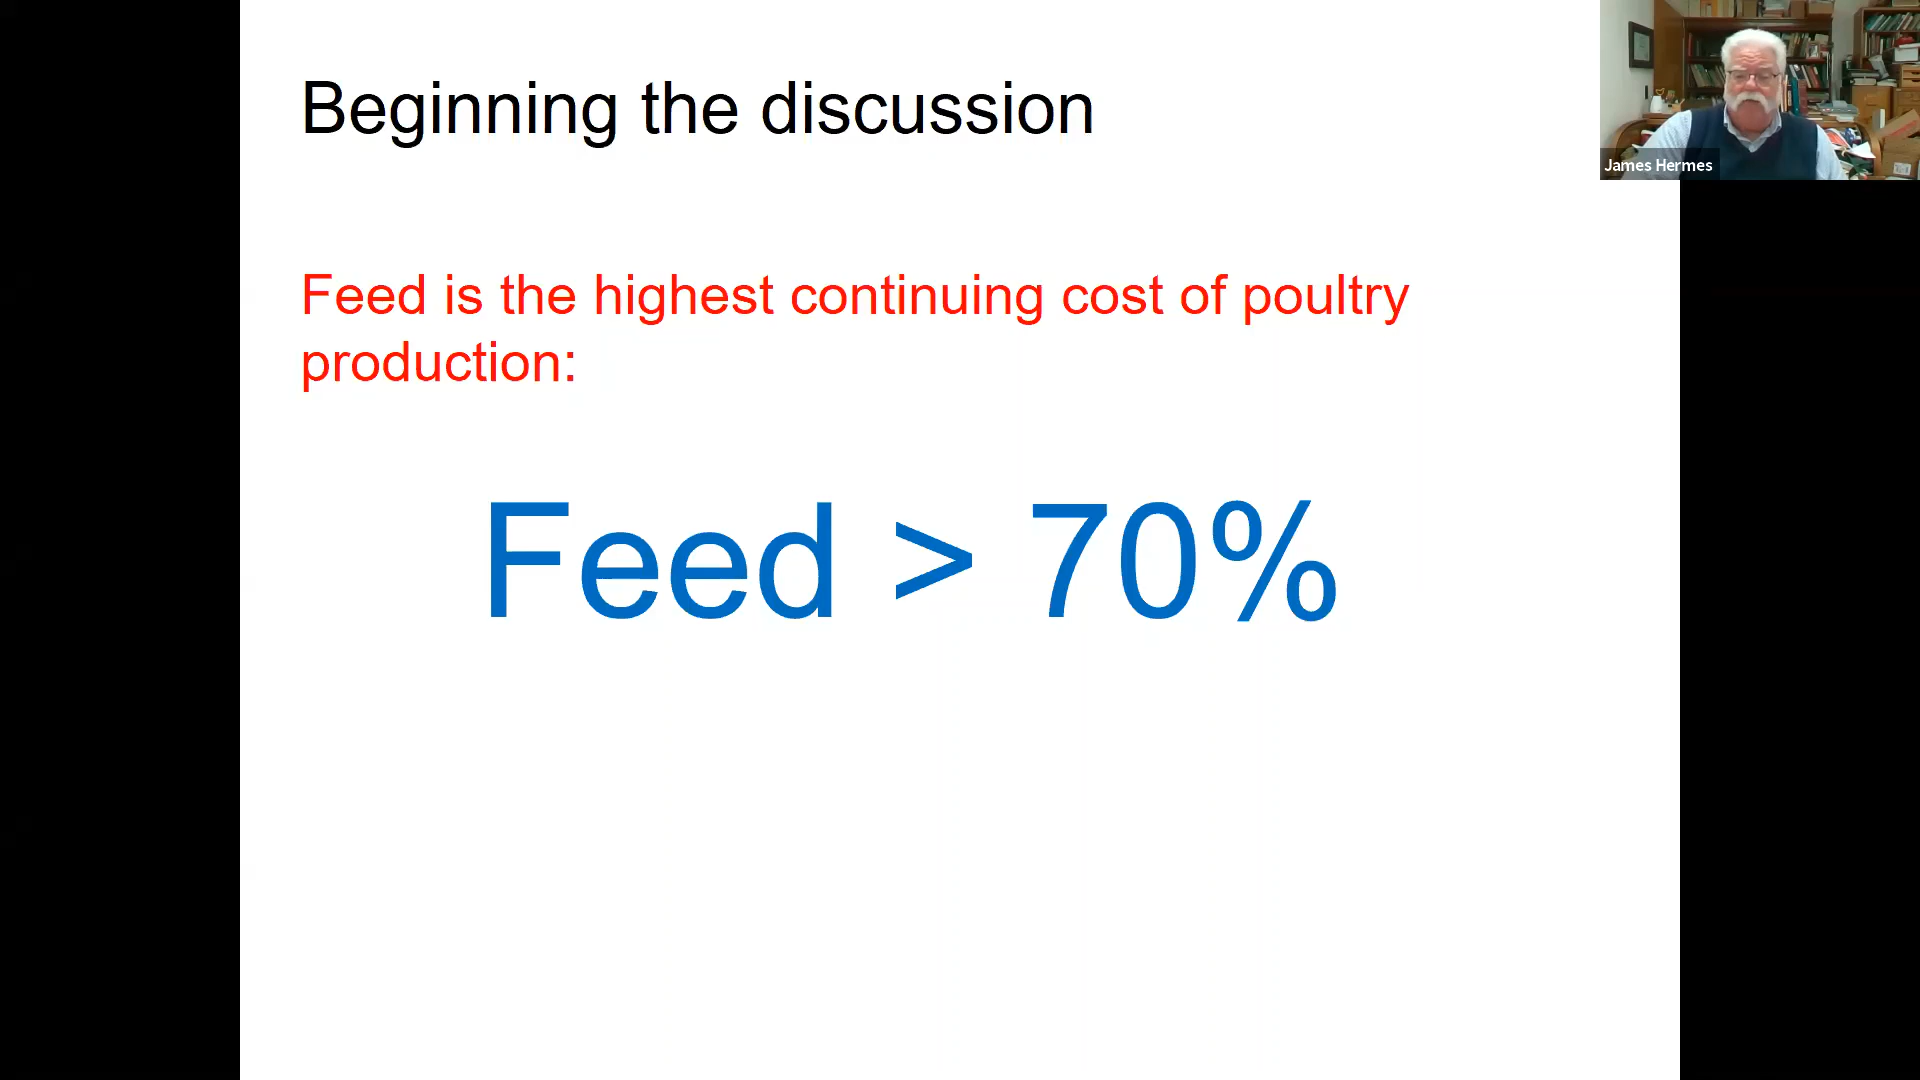 Beginning the discussion
James Hermes
Feed is the highest continuing cost of poultry
production:
Feed > 70%